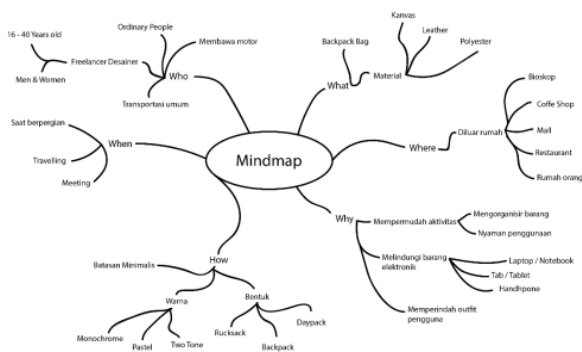 Mindmap
Who
Ordinary People
Membawa motor
Freelancer Desainer
16 - 40 Years old
Men & Women
Transportasi umum
What
Backpack Bag
Material
Kanvas
Leather
Polyester
Where
Diluar rumah
Bioskop
Coffe Shop
Mall
Restaurant
Rumah orang
When
Saat berpergian
Travelling
Meeting
Why
Mempermudah aktivitas
Mengorganisir barang
Nyaman penggunaan
Melindungi barang
elektronik
Laptop / Notebook
Tab / Tablet
Handhpone
Memperindah outfit
pengguna
How
Batasan Minimalis
Warna
Monochrome
Pastel
Two Tone
Bentuk
Rucksack
Backpack
Daypack